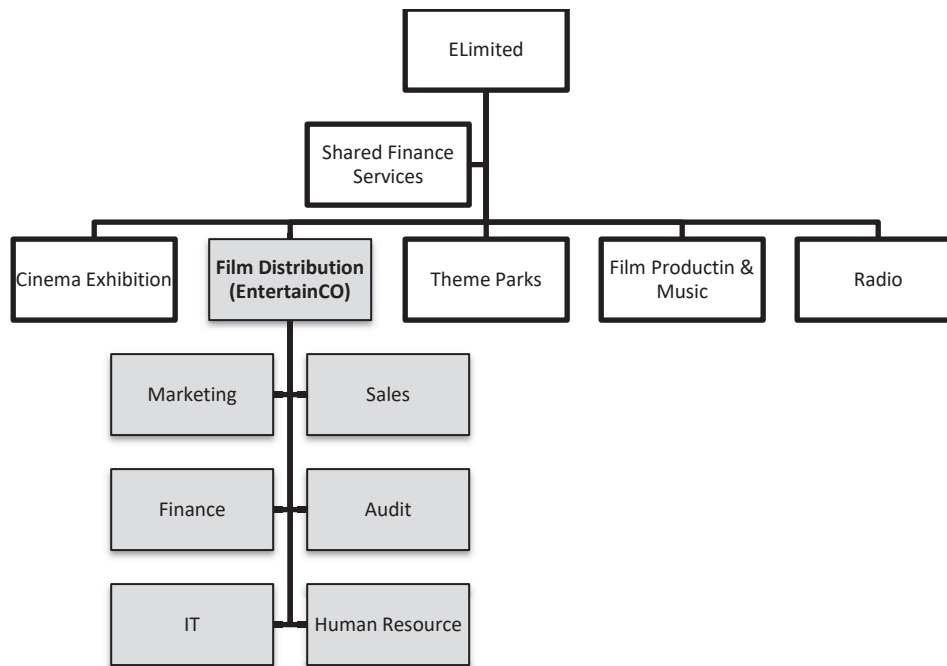 ELimited
Shared Finance
Services
Cinema Exhibition
Film Distribution
(EntertainCO)
Theme Parks
Film Productin &
Music
Radio
Marketing
Sales
Finance
Audit
IT
Human Resource